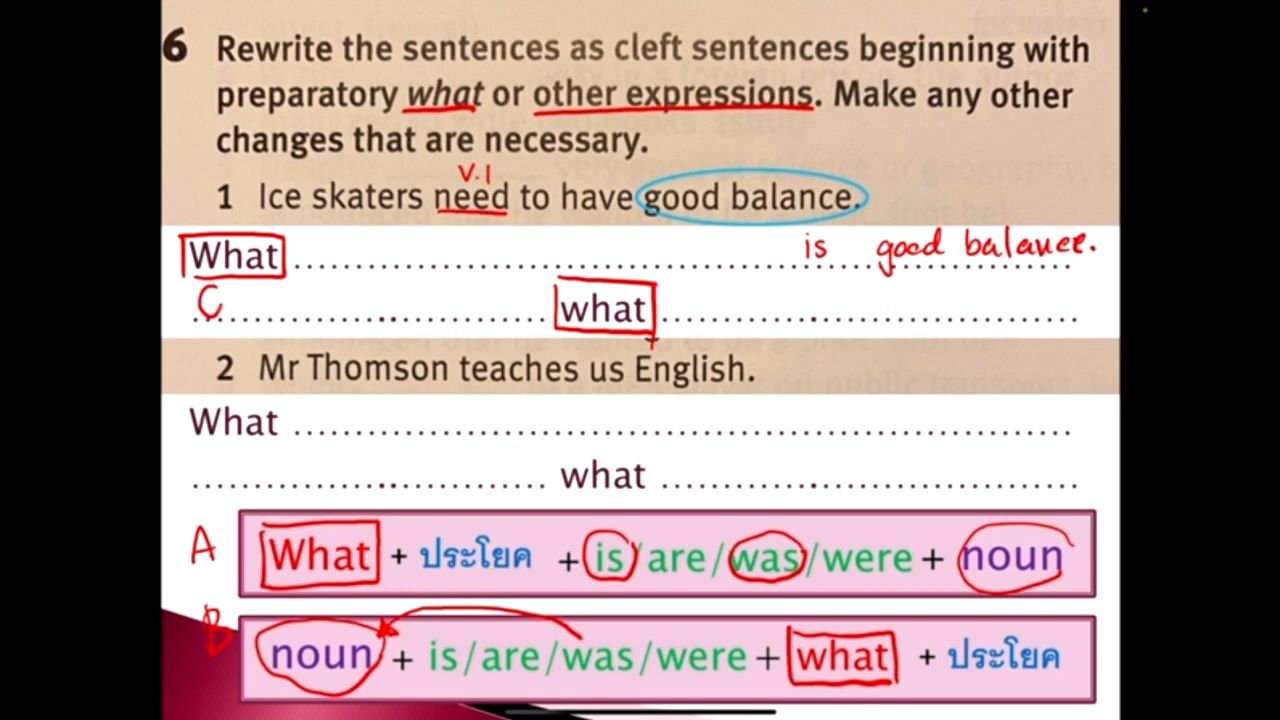 6 Rewrite the sentences as cleft sentences beginning with
preparatory what or other expressions. Make any other
changes that are necessary.
V.1
1 Ice skaters need to have good balance.
What ........................................ is good balance.
C ........................ what ........................................
2 Mr Thomson teaches us English.
What ................................................................
................................ what ........................................
A What + ประโยค + is/are/was/were + noun
B noun + is/are/was/were + what + ประโยค